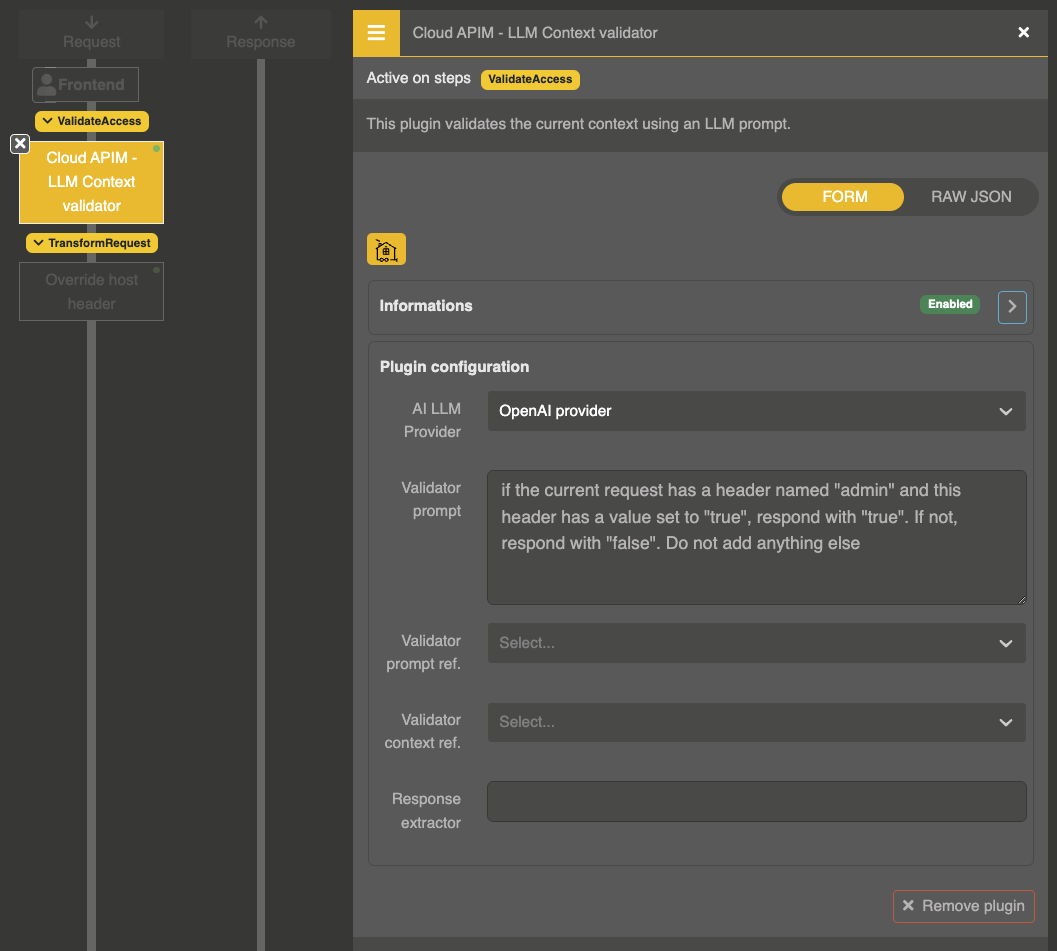 Request
Response
Frontend
ValidateAccess
Cloud APIM -
LLM Context
validator
TransformRequest
Override host
header
Cloud APIM - LLM Context validator
Active on steps ValidateAccess
This plugin validates the current context using an LLM prompt.
FORM RAW JSON
Informations Enabled
Plugin configuration
AI LLM
Provider
OpenAI provider
Validator
prompt
if the current request has a header named "admin" and this
header has a value set to "true", respond with "true". If not,
respond with "false". Do not add anything else
Validator
prompt ref.
Select...
Validator
context ref.
Select...
Response
extractor
Remove plugin